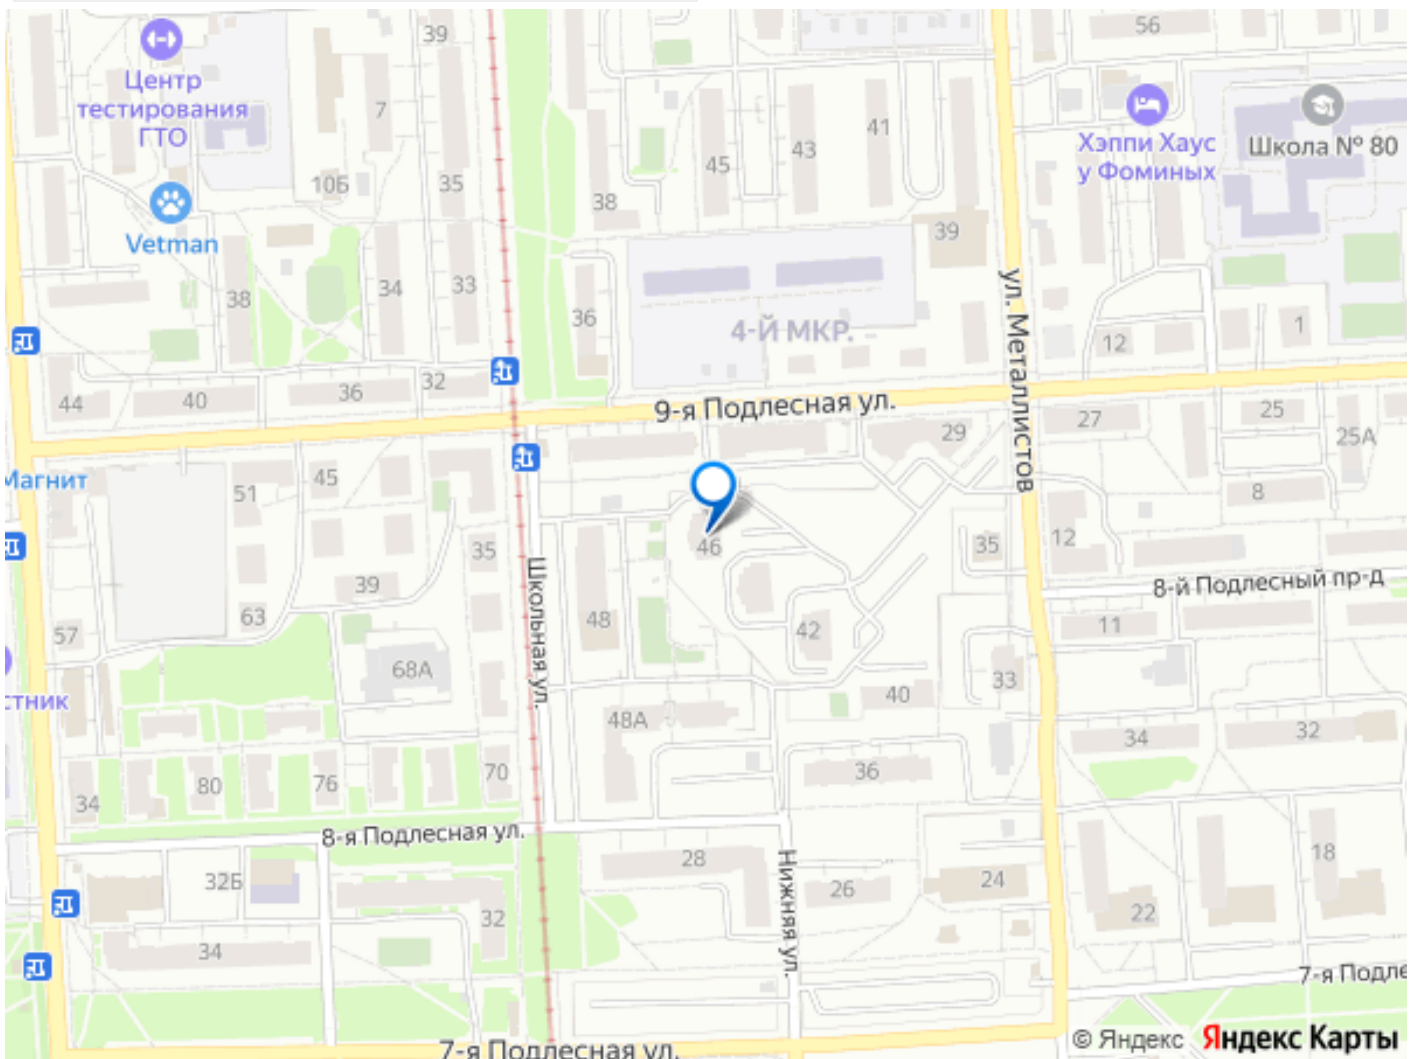 39
56
Центр
тестирования
ГТО
7
41
43
45
Хэппи Хаус
у Фоминых
Школа № 80
10Б
35
38
Vetman
39
38
34
33
36
4-Й МКР.
ул. Металлистов
12
1
44
40
36
32
9-я Подлесная ул.
29
27
25
25А
Магнит
51
45
8
46
35
12
35
Школьная ул.
39
8-й Подлесный пр-д
63
57
48
42
11
68А
стник
33
40
48А
34
32
34
80
76
70
36
8-я Подлесная ул.
28
Нижняя ул.
18
32Б
26
24
22
32
34
7-я Подле
© Яндекс Яндекс Карты
7-я Подлесная ул.